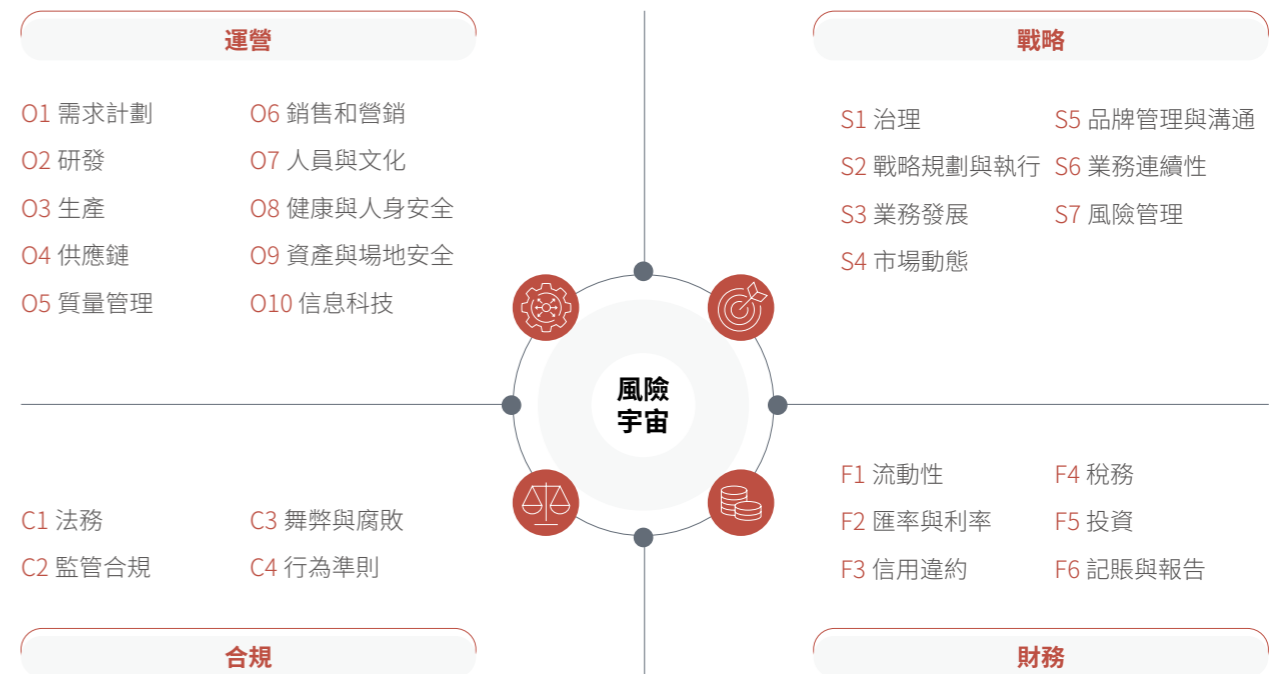 運營
O1 需求計劃
O2 研發
O3 生產
O4 供應鏈
O5 質量管理
O6 銷售和營銷
O7 人員與文化
O8 健康與人身安全
O9 資產與場地安全
O10 信息科技
戰略
S1 治理
S2 戰略規劃與執行
S3 業務發展
S4 市場動態
S5 品牌管理與溝通
S6 業務連續性
S7 風險管理
風險
宇宙
C1 法務
C2 監管合規
C3 舞弊與腐敗
C4 行為準則
合規
F1 流動性
F2 匯率與利率
F3 信用違約
F4 稅務
F5 投資
F6 記賬與報告
財務